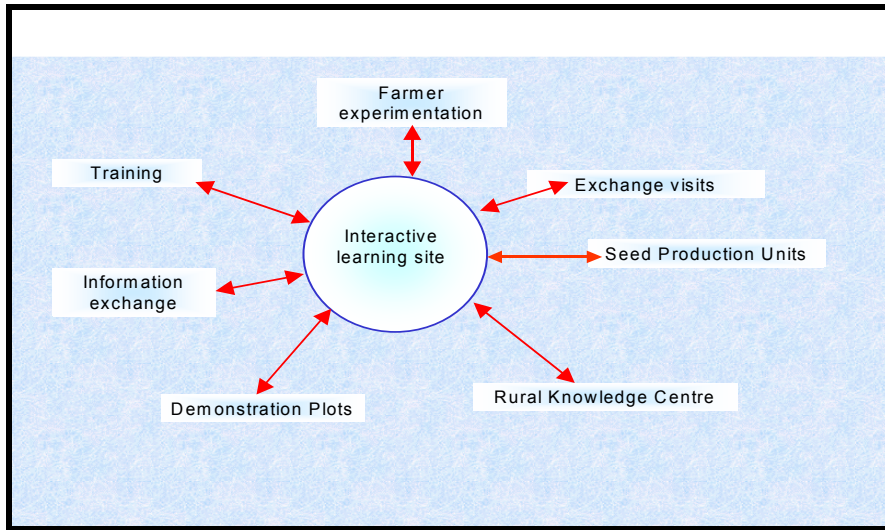 Farmer
experimentation
Training
Exchange visits
Interactive
learning site
Seed Production Units
Information
exchange
Rural Knowledge Centre
Demonstration Plots